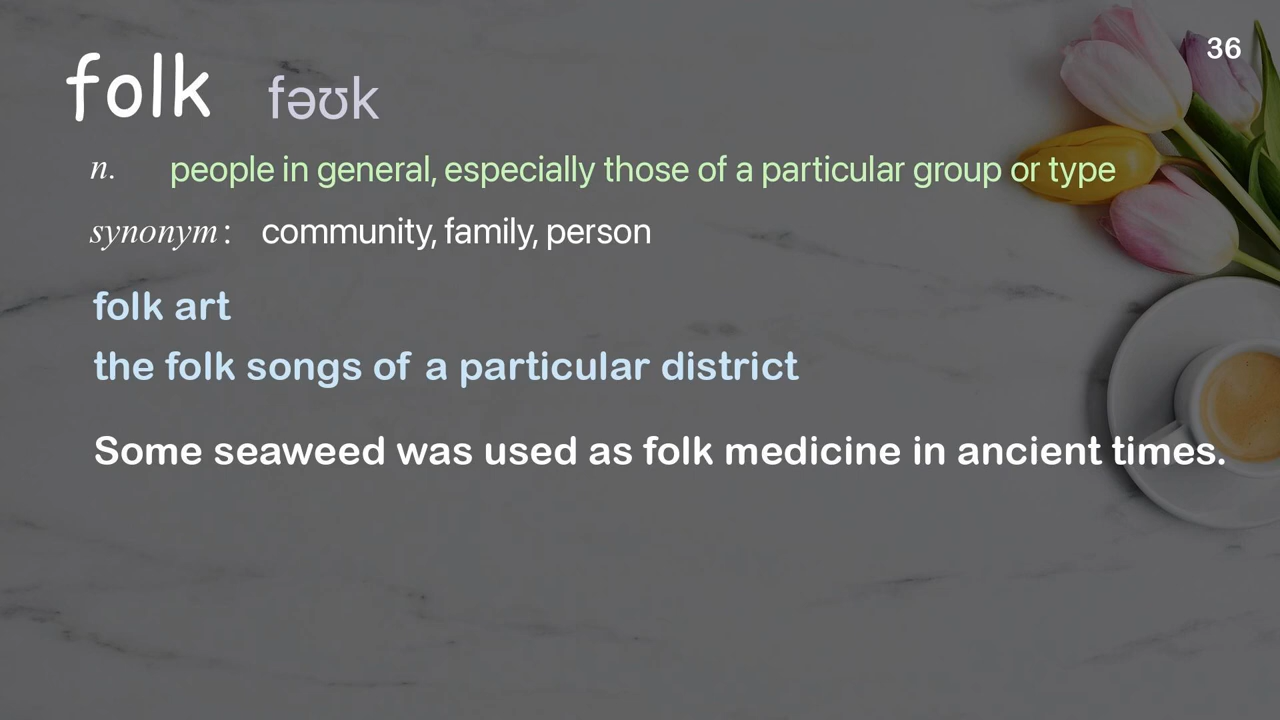 36
folk fəʊk
n. people in general, especially those of a particular group or type
synonym: community, family, person
folk art
the folk songs of a particular district
Some seaweed was used as folk medicine in ancient times.